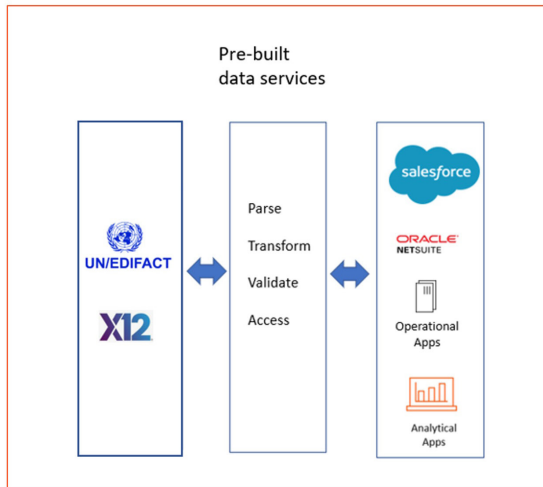 Pre-built
data services
UN/EDIFACT
X12
Parse
Transform
Validate
Access
salesforce
ORACLE
NETSUITE
Operational
Apps
Analytical
Apps